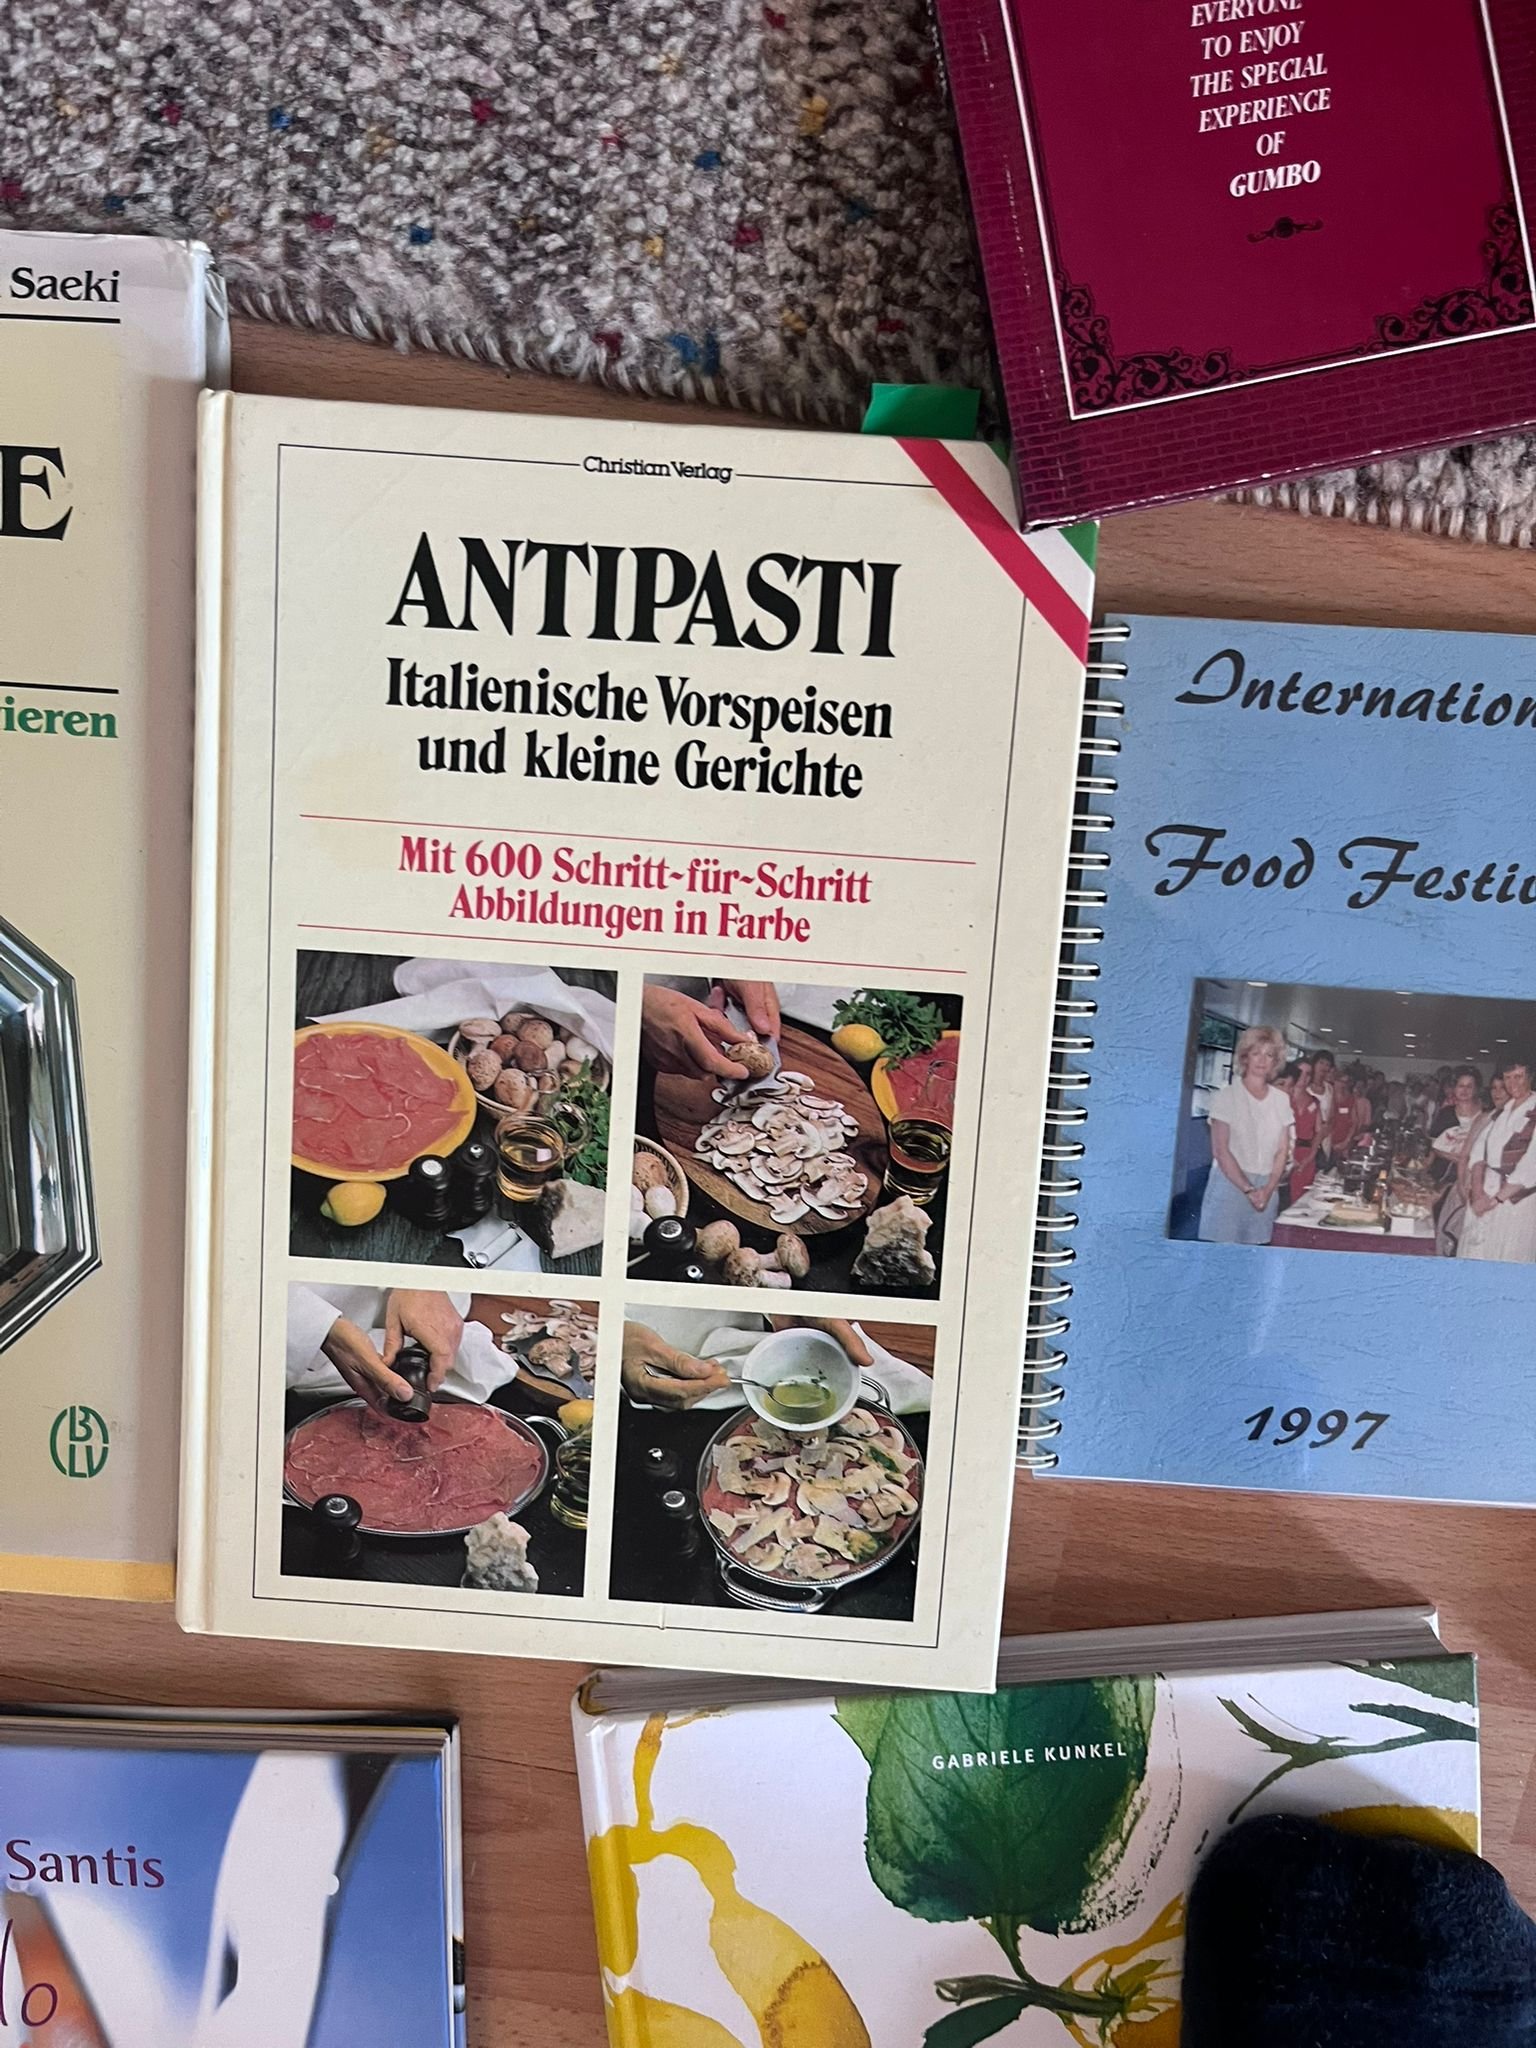 EVERYONE
TO ENJOY
THE SPECIAL
EXPERIENCE
OF
GUMBO
Saeki
E
ieren
BLV
Christian Verlag
ANTIPASTI
Italienische Vorspeisen
und kleine Gerichte
Mit 600 Schritt-für-Schritt
Abbildungen in Farbe
Internation
Food Festiv
1997
GABRIELE KUNKEL
Santis
lo